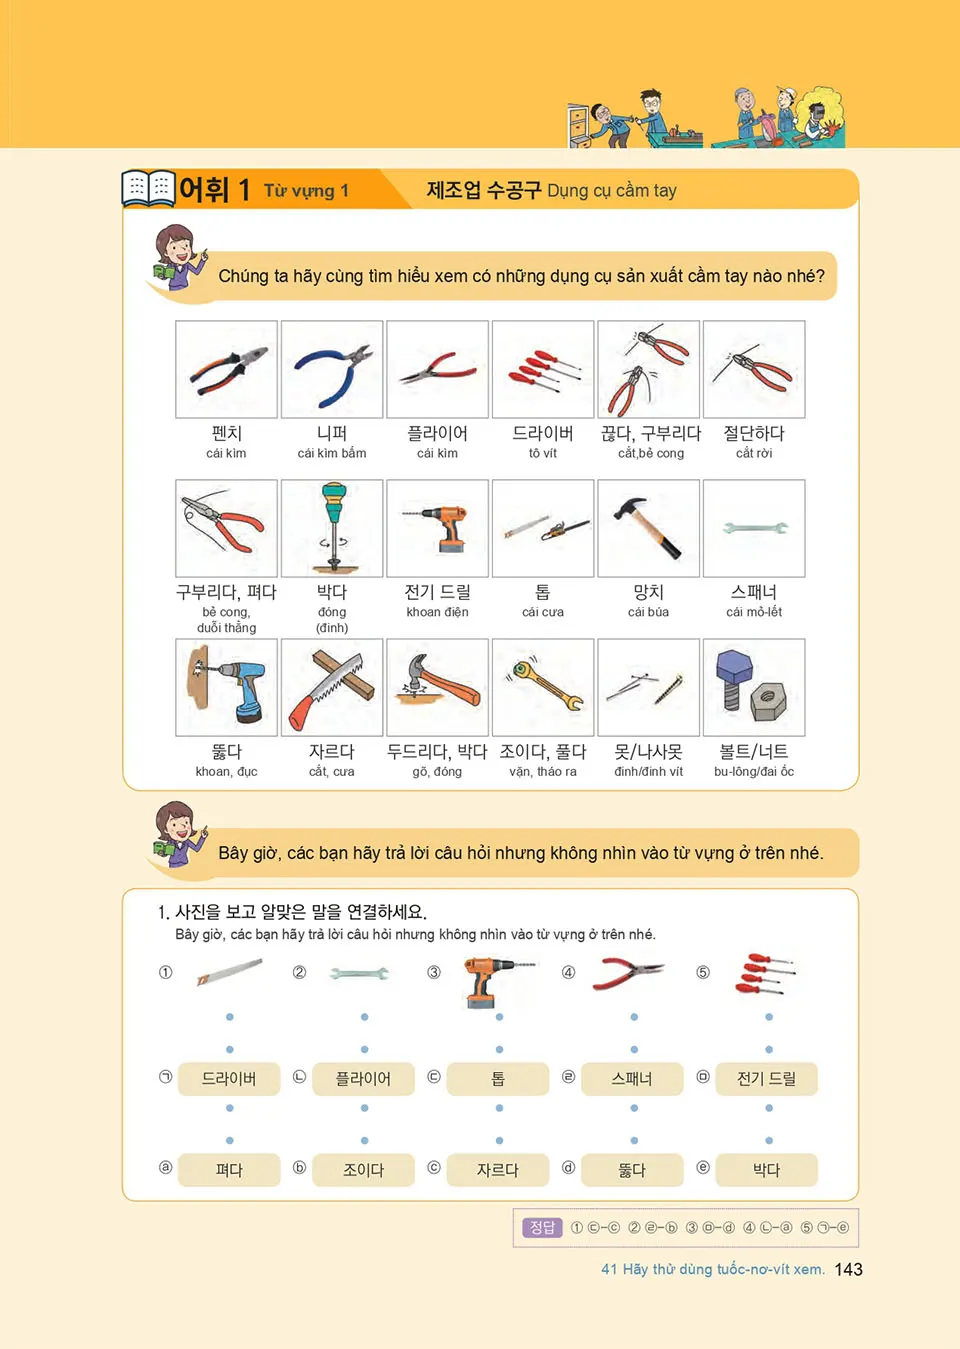 어휘 1 Từ vựng 1 제조업 수공구 Dụng cụ cầm tay
Chúng ta hãy cùng tìm hiểu xem có những dụng cụ sản xuất cầm tay nào nhé?
펜치 니퍼 플라이어 드라이버 끊다, 구부리다 절단하다
cái kìm cái kìm bấm cái kìm tô vít cắt,bẻ cong cắt rời
구부리다, 펴다 박다 전기 드릴 톱 망치 스패너
bẻ cong, đóng khoan điện cái cưa cái búa cái mỏ-lết
duỗi thẳng (đinh)
뚫다 자르다 두드리다, 박다 조이다, 풀다 못/나사못 볼트/너트
khoan, đục cắt, cưa gõ, đóng vặn, tháo ra đinh/đinh vít bu-lông/đai ốc
Bây giờ, các bạn hãy trả lời câu hỏi nhưng không nhìn vào từ vựng ở trên nhé.
1. 사진을 보고 알맞은 말을 연결하세요.
Bây giờ, các bạn hãy trả lời câu hỏi nhưng không nhìn vào từ vựng ở trên nhé.
① ② ③ ④ ⑤
㉠ 드라이버 ㉡ 플라이어 ㉢ 톱 ㉣ 스패너 ㉤ 전기 드릴
ⓐ 펴다 ⓑ 조이다 ⓒ 자르다 ⓓ 뚫다 ⓔ 박다
정답 ① ㉢-ⓒ ② ㉣-ⓑ ③ ㉤-ⓓ ④ ㉡-ⓐ ⑤ ㉠-ⓔ
41 Hãy thử dùng tuốc-nơ-vít xem. 143